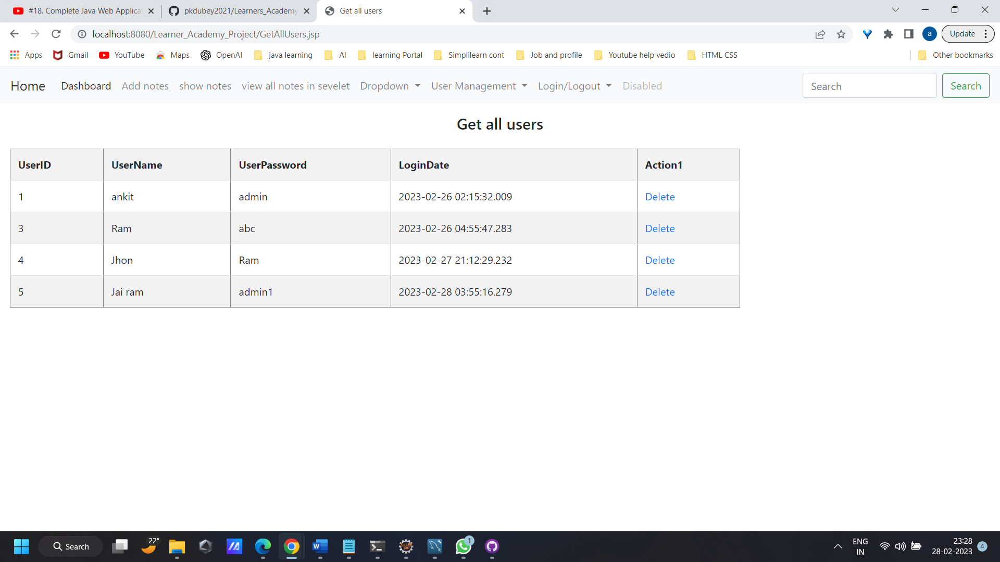 #18. Complete Java Web Applica
pkdubey2021/Learners_Academy
Get all users
localhost:8080/Learner_Academy_Project/GetAllUsers.jsp
a
Update
Apps
Gmail
YouTube
Maps
OpenAI
java learning
AI
learning Portal
Simplilearn cont
Job and profile
Youtube help vedio
HTML CSS
Other bookmarks
Home
Dashboard
Add notes
show notes
view all notes in sevelet
Dropdown
User Management
Login/Logout
Disabled
Search
Search
Get all users
UserID UserName UserPassword LoginDate Action1
1 ankit admin 2023-02-26 02:15:32.009 Delete
3 Ram abc 2023-02-26 04:55:47.283 Delete
4 Jhon Ram 2023-02-27 21:12:29.232 Delete
5 Jai ram admin1 2023-02-28 03:55:16.279 Delete
Search
22°
1
ENG
IN
23:28
28-02-2023
4